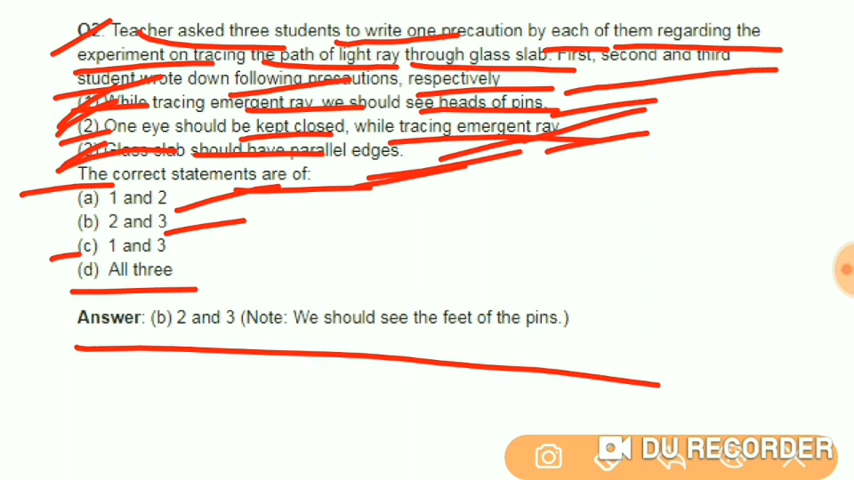 Q2. Teacher asked three students to write one precaution by each of them regarding the
experiment on tracing the path of light ray through glass slab. First, second and third
student wrote down following precautions, respectively
(1) While tracing emergent ray, we should see heads of pins.
(2) One eye should be kept closed, while tracing emergent ray.
(3) Glass slab should have parallel edges.
The correct statements are of:
(a) 1 and 2
(b) 2 and 3
(c) 1 and 3
(d) All three
Answer: (b) 2 and 3 (Note: We should see the feet of the pins.)
DU RECORDER